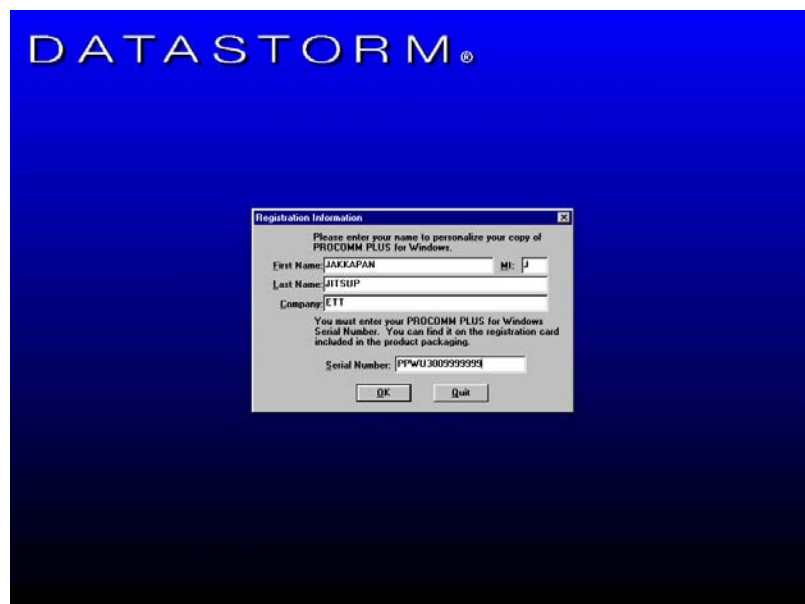 DATASTORM®
Registration Information
Please enter your name to personalize your copy of
PROCOMM PLUS for Windows.
First Name: JAKKAPAN MI: J
Last Name: JITSUP
Company: ETT
You must enter your PROCOMM PLUS for Windows
Serial Number. You can find it on the registration card
included in the product packaging.
Serial Number: PPWU3009999999
OK Quit